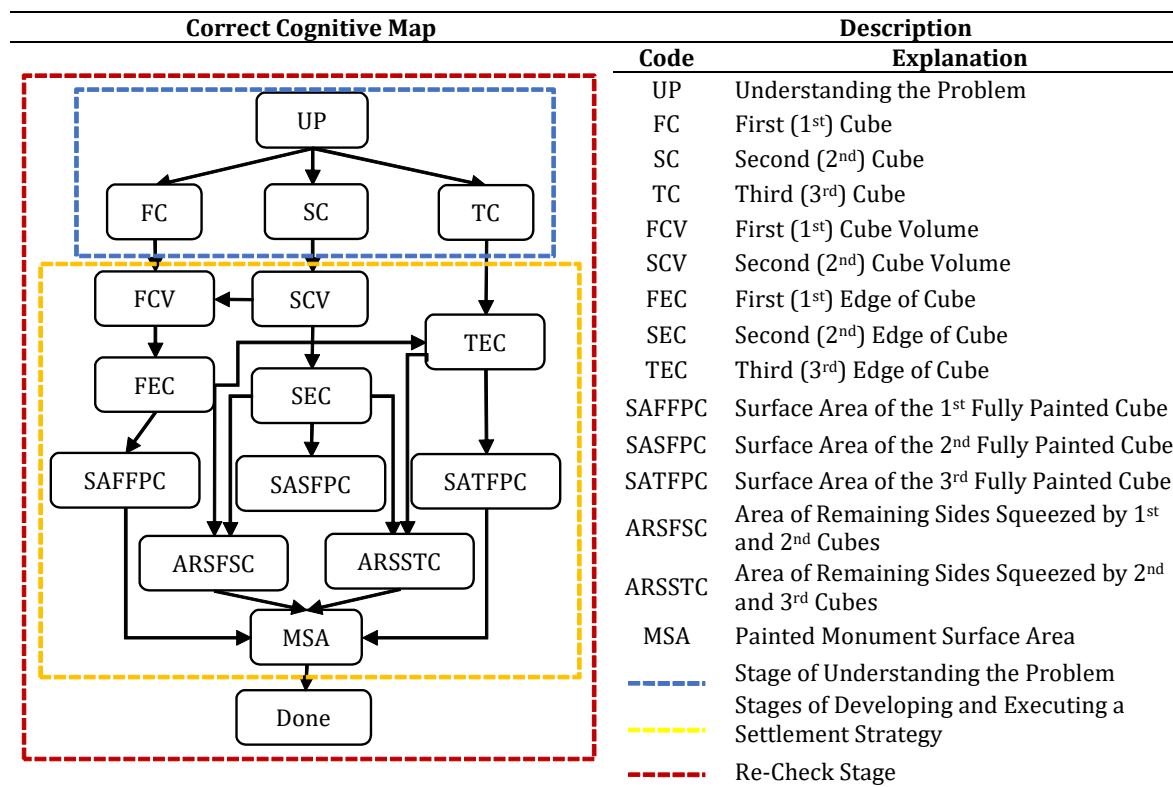 Correct Cognitive Map
Description
Code Explanation
UP
FC SC TC
FCV SCV
TEC
FEC
SEC
SAFFPC SASFPC SATFPC
ARSFSC ARSSTC
MSA
Done
UP Understanding the Problem
FC First (1st) Cube
SC Second (2nd) Cube
TC Third (3rd) Cube
FCV First (1st) Cube Volume
SCV Second (2nd) Cube Volume
FEC First (1st) Edge of Cube
SEC Second (2nd) Edge of Cube
TEC Third (3rd) Edge of Cube
SAFFPC Surface Area of the 1st Fully Painted Cube
SASFPC Surface Area of the 2nd Fully Painted Cube
SATFPC Surface Area of the 3rd Fully Painted Cube
ARSFSC Area of Remaining Sides Squeezed by 1st
and 2nd Cubes
ARSSTC Area of Remaining Sides Squeezed by 2nd
and 3rd Cubes
MSA Painted Monument Surface Area
Stage of Understanding the Problem
Stages of Developing and Executing a
Settlement Strategy
Re-Check Stage